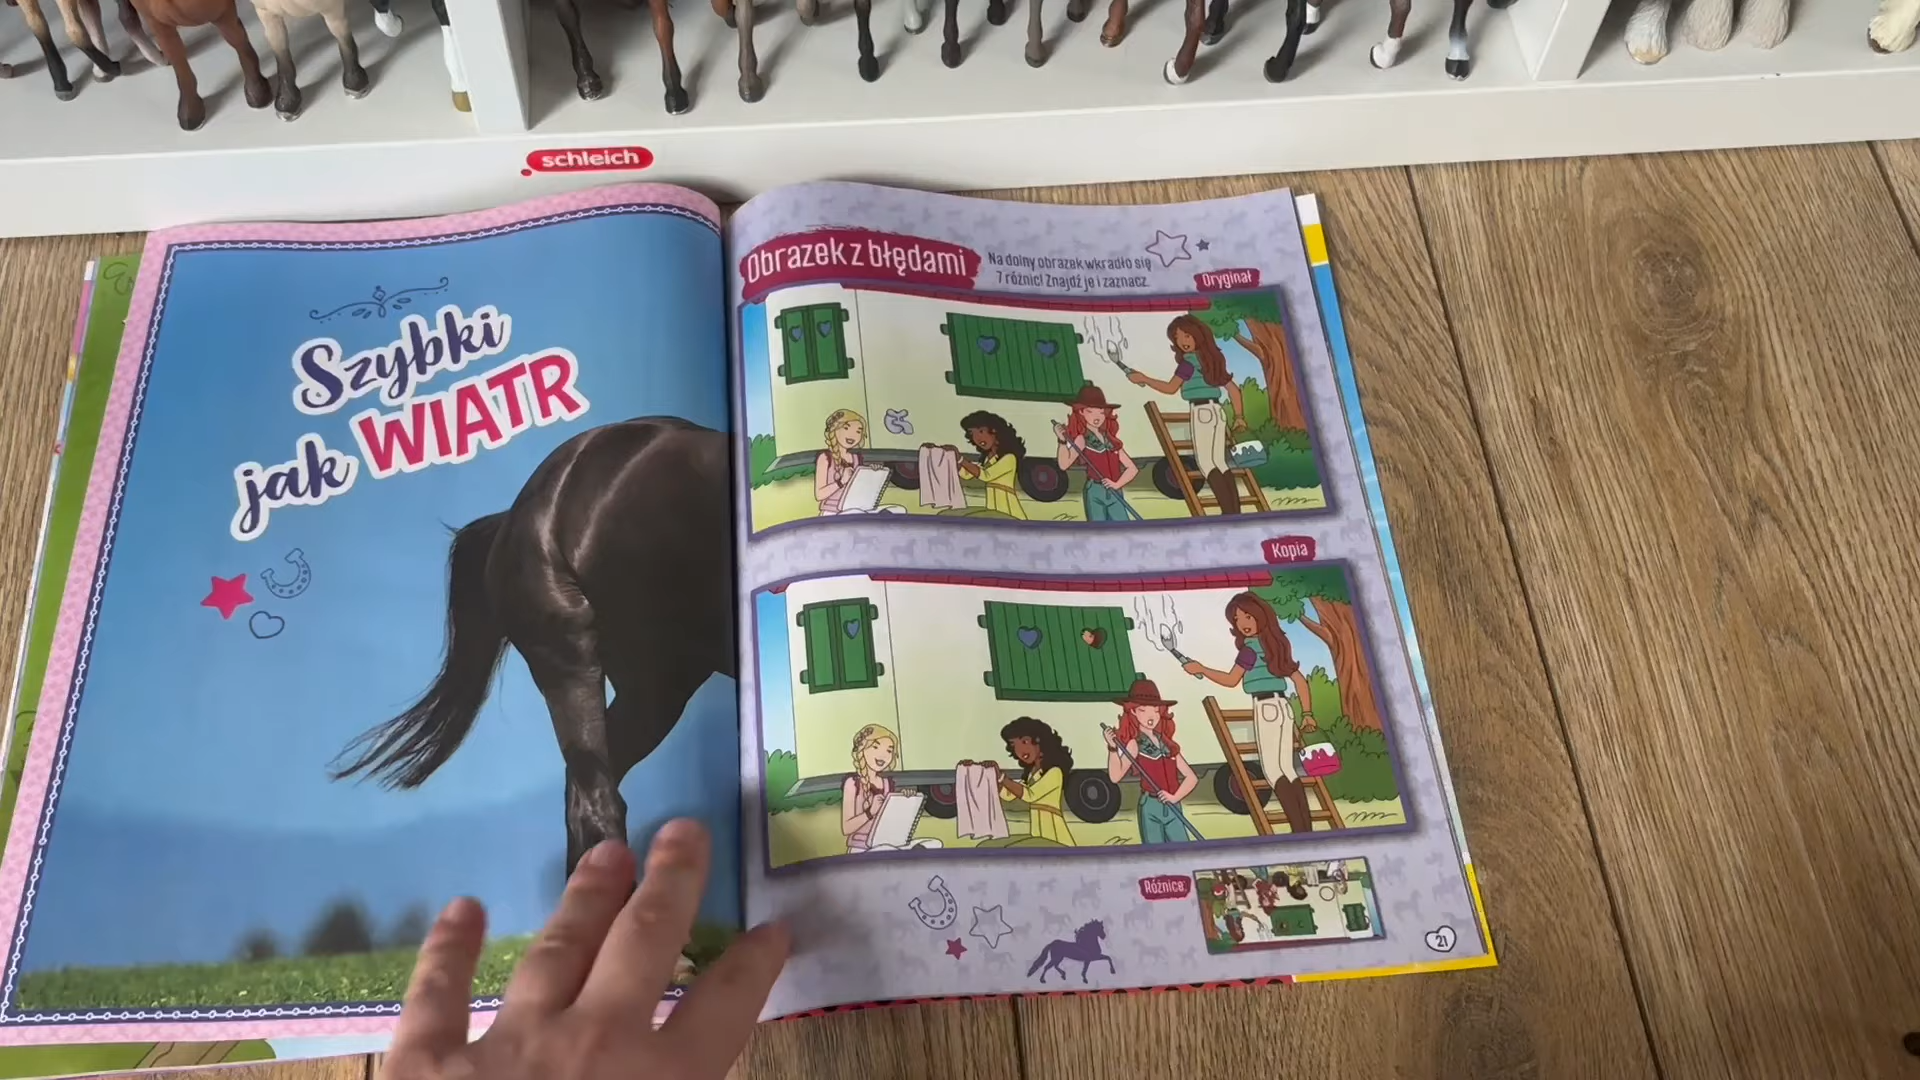 schleich
Szybki
jak WIATR
Obrazek z błędami
Na dolny obrazek wkradło się
7 różnic! Znajdź je i zaznacz.
Oryginał
Kopia
Różnice:
21